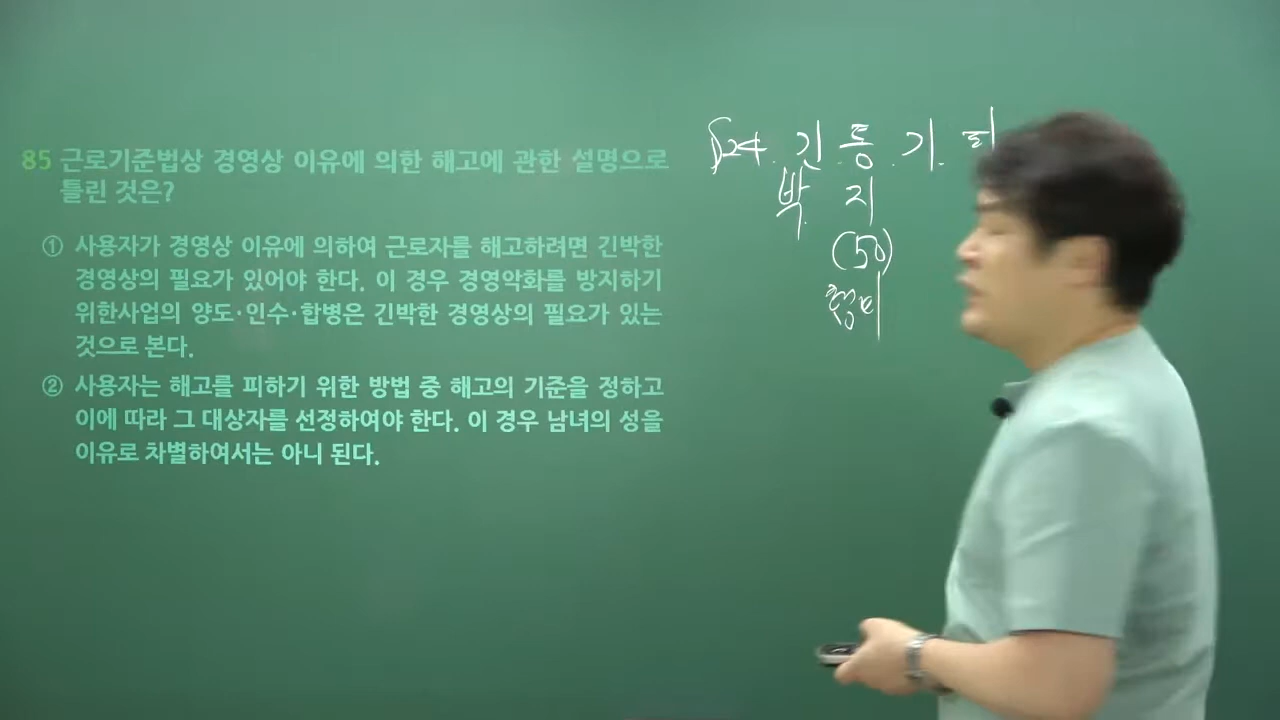 85 근로기준법상 경영상 이유에 의한 해고에 관한 설명으로
틀린 것은?
① 사용자가 경영상 이유에 의하여 근로자를 해고하려면 긴박한
경영상의 필요가 있어야 한다. 이 경우 경영악화를 방지하기
위한사업의 양도·인수·합병은 긴박한 경영상의 필요가 있는
것으로 본다.
② 사용자는 해고를 피하기 위한 방법 중 해고의 기준을 정하고
이에 따라 그 대상자를 선정하여야 한다. 이 경우 남녀의 성을
이유로 차별하여서는 아니 된다.
§24. 긴 통 기. 피
박 지
(50)